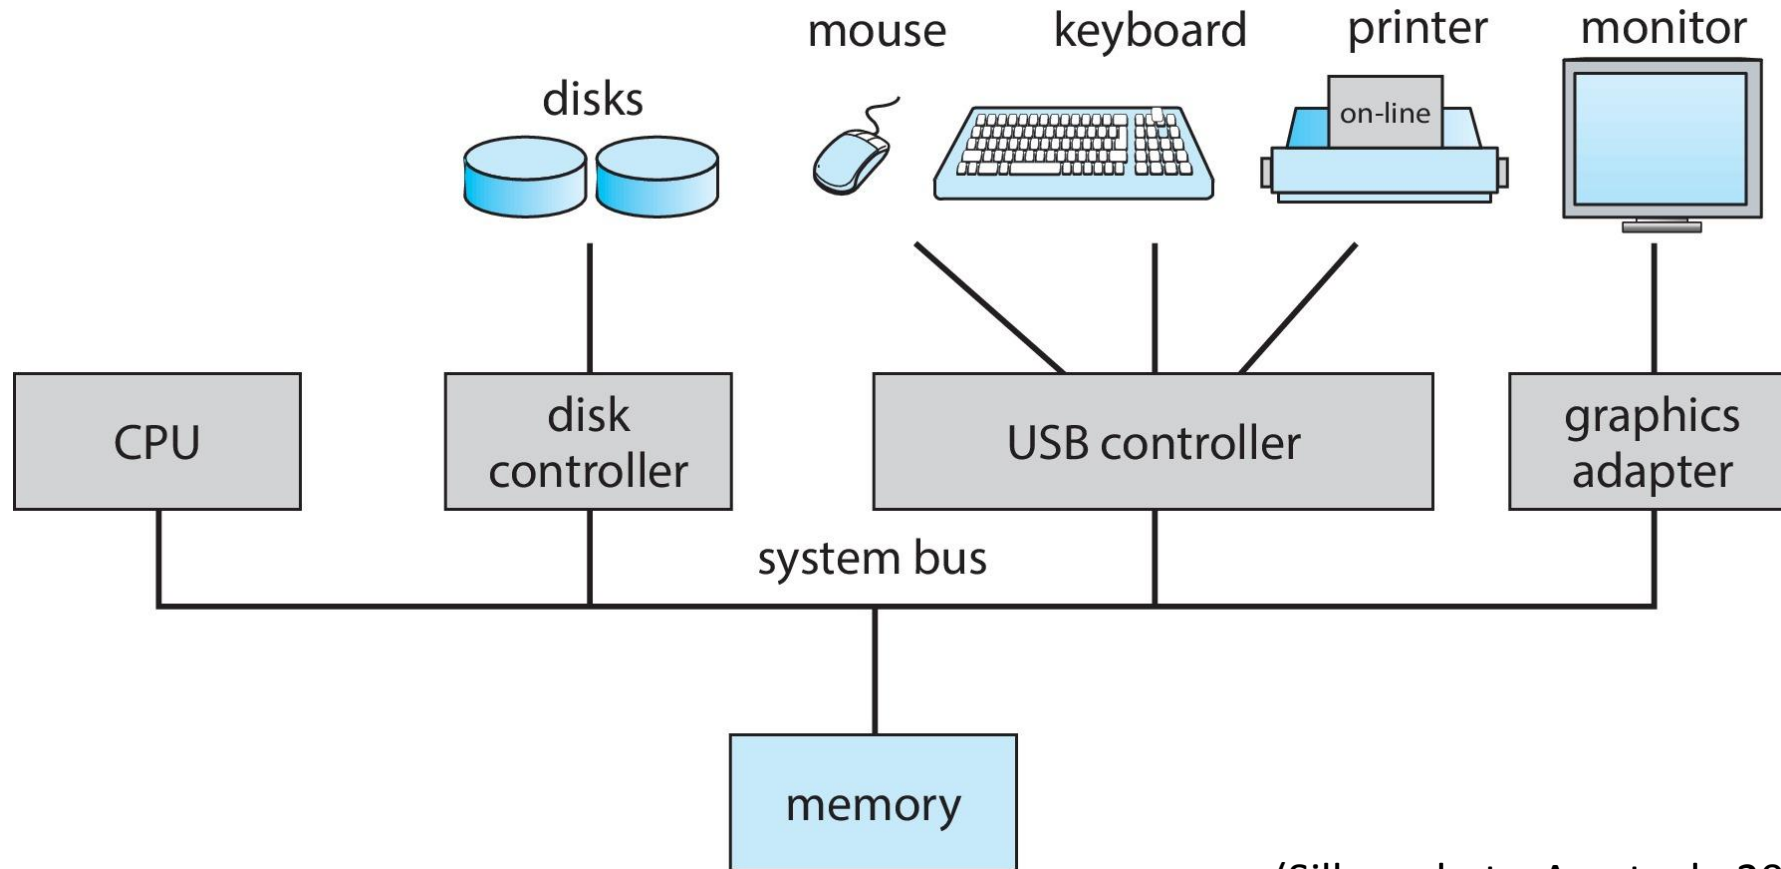 mouse
keyboard
printer
monitor
disks
on-line
CPU
disk
controller
USB controller
graphics
adapter
system bus
memory